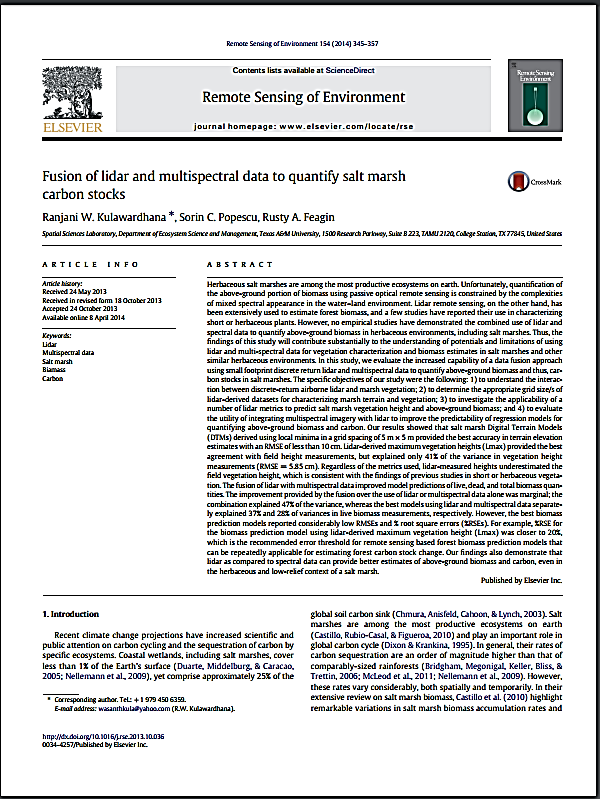 Remote Sensing of Environment 154 (2014) 345–357
Contents lists available at ScienceDirect
Remote Sensing of Environment
journal homepage: www.elsevier.com/locate/rse
ELSEVIER
Remote Sensing
Environment
Fusion of lidar and multispectral data to quantify salt marsh
carbon stocks
CrossMark
Ranjani W. Kulawardhana *, Sorin C. Popescu, Rusty A. Feagin
Spatial Sciences Laboratory, Department of Ecosystem Science and Management, Texas A&M University, 1500 Research Parkway, Suite B 223, TAMU 2120, College Station, TX 77845, United States
ARTICLE INFO
Article history:
Received 24 May 2013
Received in revised form 18 October 2013
Accepted 24 October 2013
Available online 8 April 2014
Keywords:
Lidar
Multispectral data
Salt marsh
Biomass
Carbon
ABSTRACT
Herbaceous salt marshes are among the most productive ecosystems on earth. Unfortunately, quantification of
the above-ground portion of biomass using passive optical remote sensing is constrained by the complexities
of mixed spectral appearance in the water–land environment. Lidar remote sensing, on the other hand, has
been extensively used to estimate forest biomass, and a few studies have reported their use in characterizing
short or herbaceous plants. However, no empirical studies have demonstrated the combined use of lidar and
spectral data to quantify above-ground biomass in herbaceous environments, including salt marshes. Thus, the
findings of this study will contribute substantially to the understanding of potentials and limitations of using
lidar and multi-spectral data for vegetation characterization and biomass estimates in salt marshes and other
similar herbaceous environments. In this study, we evaluate the increased capability of a data fusion approach
using small footprint discrete return lidar and multispectral data to quantify above-ground biomass and thus, car-
bon stocks in salt marshes. The specific objectives of our study were the following: 1) to understand the interac-
tion between discrete-return airborne lidar and marsh vegetation; 2) to determine the appropriate grid size/s of
lidar-derived datasets for characterizing marsh terrain and vegetation; 3) to investigate the applicability of a
number of lidar metrics to predict salt marsh vegetation height and above-ground biomass; and 4) to evaluate
the utility of integrating multispectral imagery with lidar to improve the predictability of regression models for
quantifying above-ground biomass and carbon. Our results showed that salt marsh Digital Terrain Models
(DTMs) derived using local minima in a grid spacing of 5 m × 5 m provided the best accuracy in terrain elevation
estimates with an RMSE of less than 10 cm. Lidar-derived maximum vegetation heights (Lmax) provided the best
agreement with field height measurements, but explained only 41% of the variance in vegetation height
measurements (RMSE = 5.85 cm). Regardless of the metrics used, lidar-measured heights underestimated the
field vegetation height, which is consistent with the findings of previous studies in short or herbaceous vegeta-
tion. The fusion of lidar with multispectral data improved model predictions of live, dead, and total biomass quan-
tities. The improvement provided by the fusion over the use of lidar or multispectral data alone was marginal; the
combination explained 47% of the variance, whereas the best models using lidar and multispectral data separate-
ly explained 37% and 28% of variances in live biomass measurements, respectively. However, the best biomass
prediction models reported considerably low RMSEs and % root square errors (%RSEs). For example, %RSE for
the biomass prediction model using lidar-derived maximum vegetation height (Lmax) was closer to 20%,
which is the recommended error threshold for remote sensing based forest biomass prediction models that
can be repeatedly applicable for estimating forest carbon stock change. Our findings also demonstrate that
lidar as compared to spectral data can provide better estimates of above-ground biomass and carbon, even in
the herbaceous and low-relief context of a salt marsh.
Published by Elsevier Inc.
1. Introduction
Recent climate change projections have increased scientific and
public attention on carbon cycling and the sequestration of carbon by
specific ecosystems. Coastal wetlands, including salt marshes, cover
less than 1% of the Earth's surface (Duarte, Middelburg, & Caracao,
2005; Nellemann et al., 2009), yet comprise approximately 25% of the
* Corresponding author. Tel.: +1 979 450 6359.
E-mail address: wasanthkula@yahoo.com (R.W. Kulawardhana).
global soil carbon sink (Chmura, Anisfeld, Cahoon, & Lynch, 2003). Salt
marshes are among the most productive ecosystems on earth
(Castillo, Rubio-Casal, & Figueroa, 2010) and play an important role in
global carbon cycle (Dixon & Krankina, 1995). In general, their rates of
carbon sequestration are an order of magnitude higher than that of
comparably-sized rainforests (Bridgham, Megonigal, Keller, Bliss, &
Trettin, 2006; McLeod et al., 2011; Nellemann et al., 2009). However,
these rates vary considerably, both spatially and temporarily. In their
extensive review on salt marsh biomass, Castillo et al. (2010) highlight
remarkable variations in salt marsh biomass accumulation rates and
http://dx.doi.org/10.1016/j.rse.2013.10.036
0034-4257/Published by Elsevier Inc.